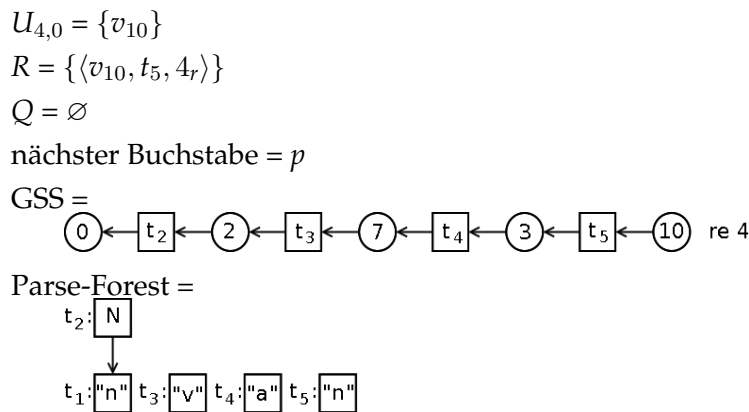 U4,0 = {v10}
R = {⟨v10, t5, 4r⟩}
Q = ∅
nächster Buchstabe = p
GSS =
0 t2 2 t3 7 t4 3 t5 10 re 4
Parse-Forest =
t2: N
t1: "n" t3: "v" t4: "a" t5: "n"